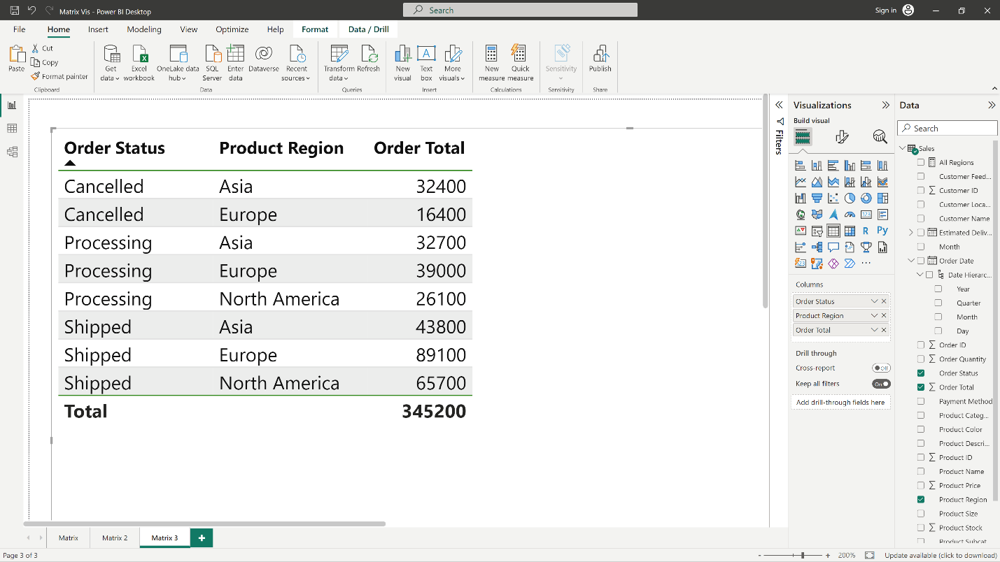 Matrix Vis - Power BI Desktop
Search
Sign in
File
Home
Insert
Modeling
View
Optimize
Help
Format
Data / Drill
Paste
Cut
Copy
Format painter
Clipboard
Get
data
Excel
workbook
OneLake data
hub
SQL
Server
Enter
data
Dataverse
Recent
sources
Data
Transform
data
Refresh
Queries
New
visual
A
Text
box
More
visuals
Insert
New
measure
Quick
measure
Calculations
Sensitivity
Sensitivity
Publish
Share
Order Status Product Region Order Total
Cancelled Asia 32400
Cancelled Europe 16400
Processing Asia 32700
Processing Europe 39000
Processing North America 26100
Shipped Asia 43800
Shipped Europe 89100
Shipped North America 65700
Total 345200
Filters
Visualizations
Build visual
123
R
Py
123
Columns
Order Status
Product Region
Order Total
Drill through
Cross-report
Off
Keep all filters
On
Add drill-through fields here
Data
Search
Sales
All Regions
Customer Feed...
Customer ID
Customer Loca...
Customer Name
Estimated Deliv...
Month
Order Date
Date Hierarc...
Year
Quarter
Month
Day
Order ID
Order Quantity
Order Status
Order Total
Payment Method
Product Categ...
Product Color
Product Descri...
Product ID
Product Name
Product Price
Product Region
Product Size
Product Stock
Product Subcat
Matrix
Matrix 2
Matrix 3
+
Page 3 of 3
- + 200%
Update available (click to download)